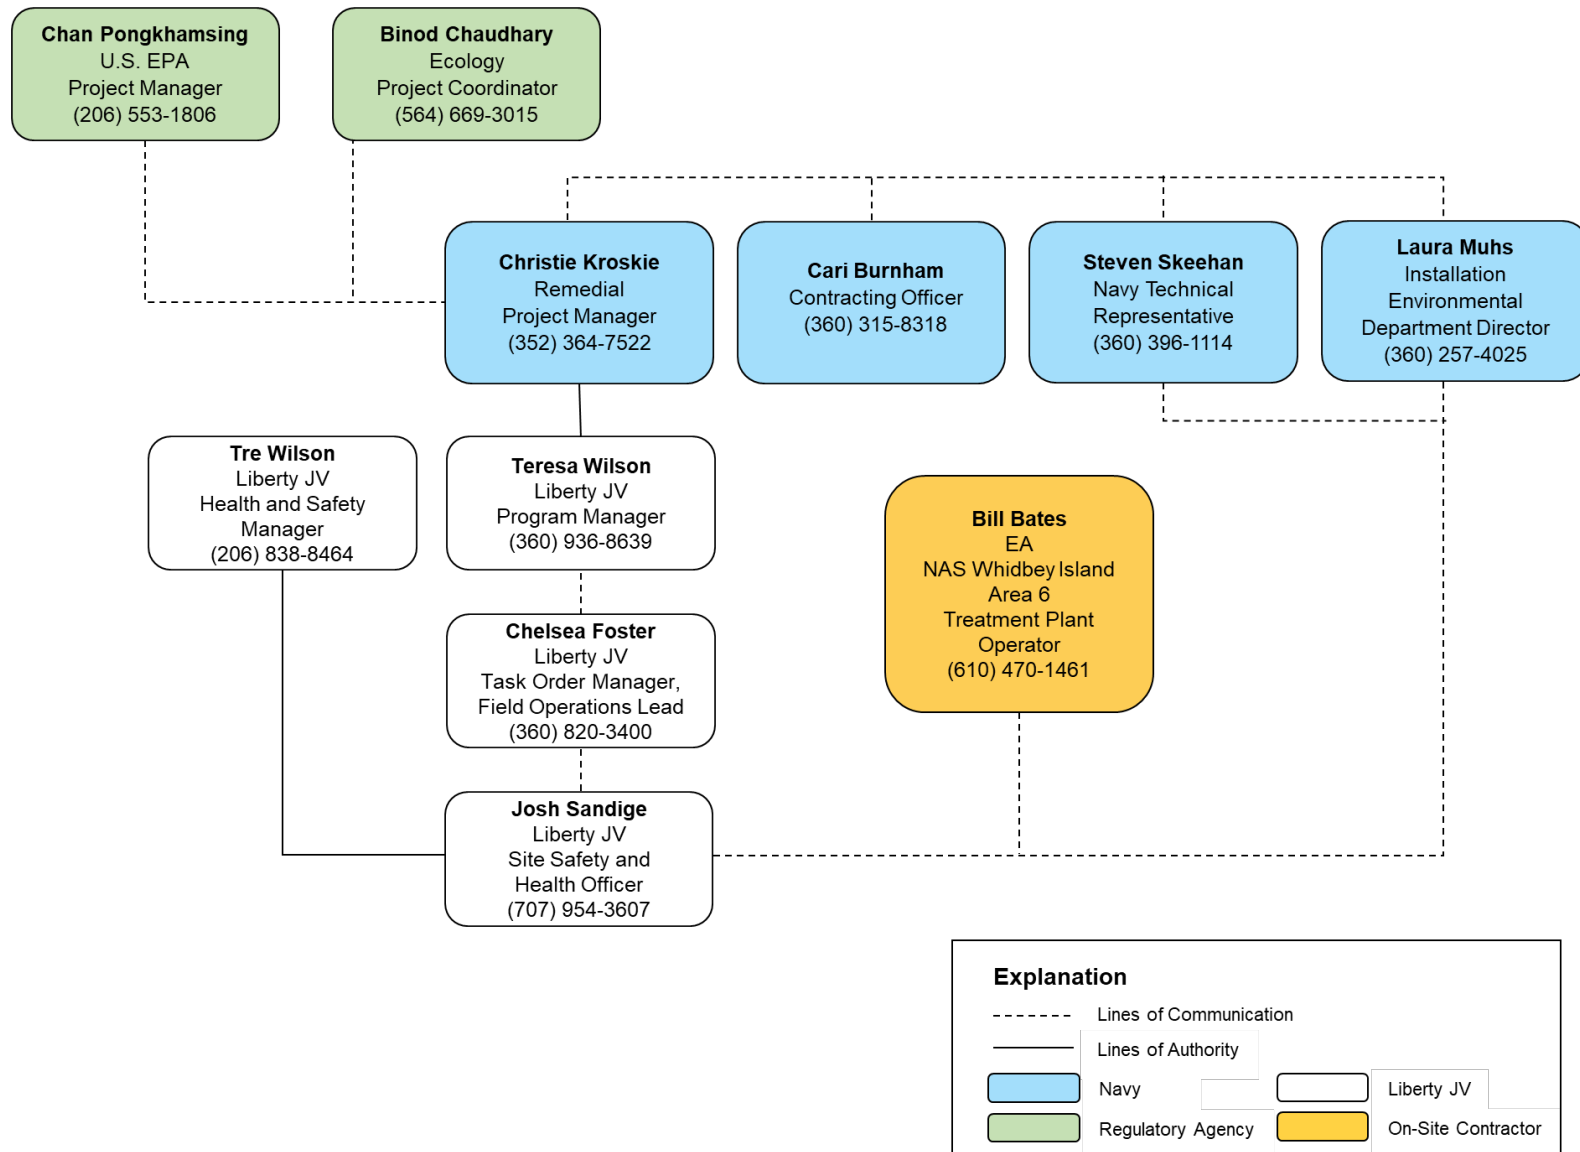 Chan Pongkhamsing
U.S. EPA
Project Manager
(206) 553-1806
Binod Chaudhary
Ecology
Project Coordinator
(564) 669-3015
Christie Kroskie
Remedial
Project Manager
(352) 364-7522
Cari Burnham
Contracting Officer
(360) 315-8318
Steven Skeehan
Navy Technical
Representative
(360) 396-1114
Laura Muhs
Installation
Environmental
Department Director
(360) 257-4025
Tre Wilson
Liberty JV
Health and Safety
Manager
(206) 838-8464
Teresa Wilson
Liberty JV
Program Manager
(360) 936-8639
Bill Bates
EA
NAS Whidbey Island
Area 6
Treatment Plant
Operator
(610) 470-1461
Chelsea Foster
Liberty JV
Task Order Manager,
Field Operations Lead
(360) 820-3400
Josh Sandige
Liberty JV
Site Safety and
Health Officer
(707) 954-3607
Explanation
Lines of Communication
Lines of Authority
Navy
Liberty JV
Regulatory Agency
On-Site Contractor